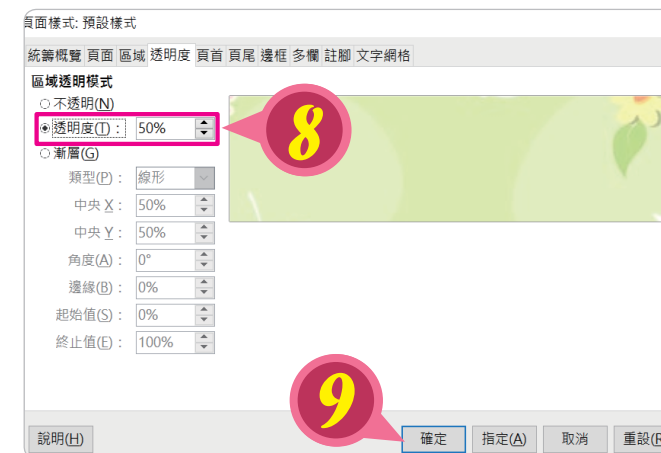 頁面樣式: 預設樣式
統籌概覽 頁面 區域 透明度 頁首 頁尾 邊框 多欄 註腳 文字網格
區域透明模式
不透明(N)
透明度(T)： 50%
8
漸層(G)
類型(P)： 線形
中央 X： 50%
中央 Y： 50%
角度(A)： 0°
邊緣(B)： 0%
起始值(S)： 0%
終止值(E)： 100%
9
說明(H) 確定 指定(A) 取消 重設(R